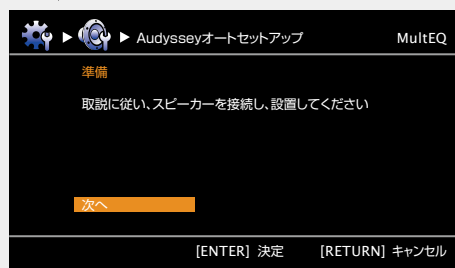 Audysseyオートセットアップ MultEQ
準備
取説に従い、スピーカーを接続し、設置してください
次へ
[ENTER] 決定 [RETURN] キャンセル